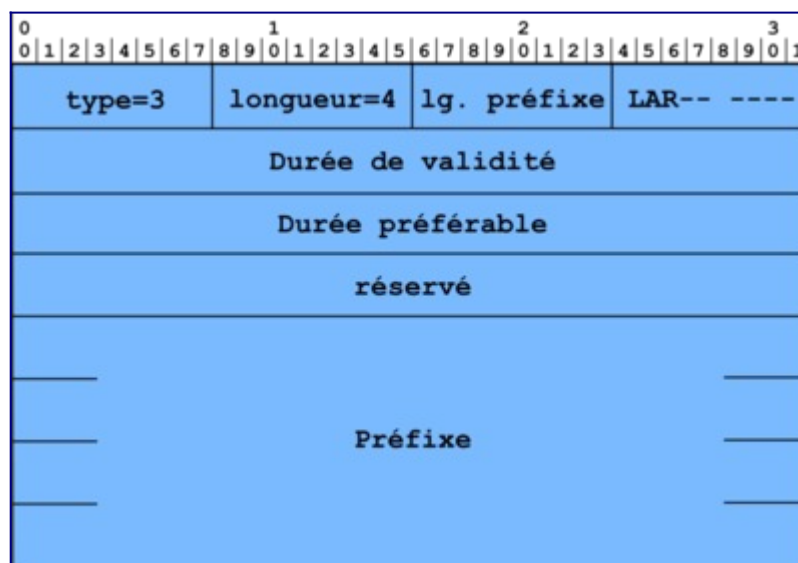 0 1 2 3
0 1 2 3 4 5 6 7 8 9 0 1 2 3 4 5 6 7 8 9 0 1 2 3 4 5 6 7 8 9 0 1
type=3 longueur=4 lg. préfixe LAR-- ----
Durée de validité
Durée préférable
réservé
Préfixe